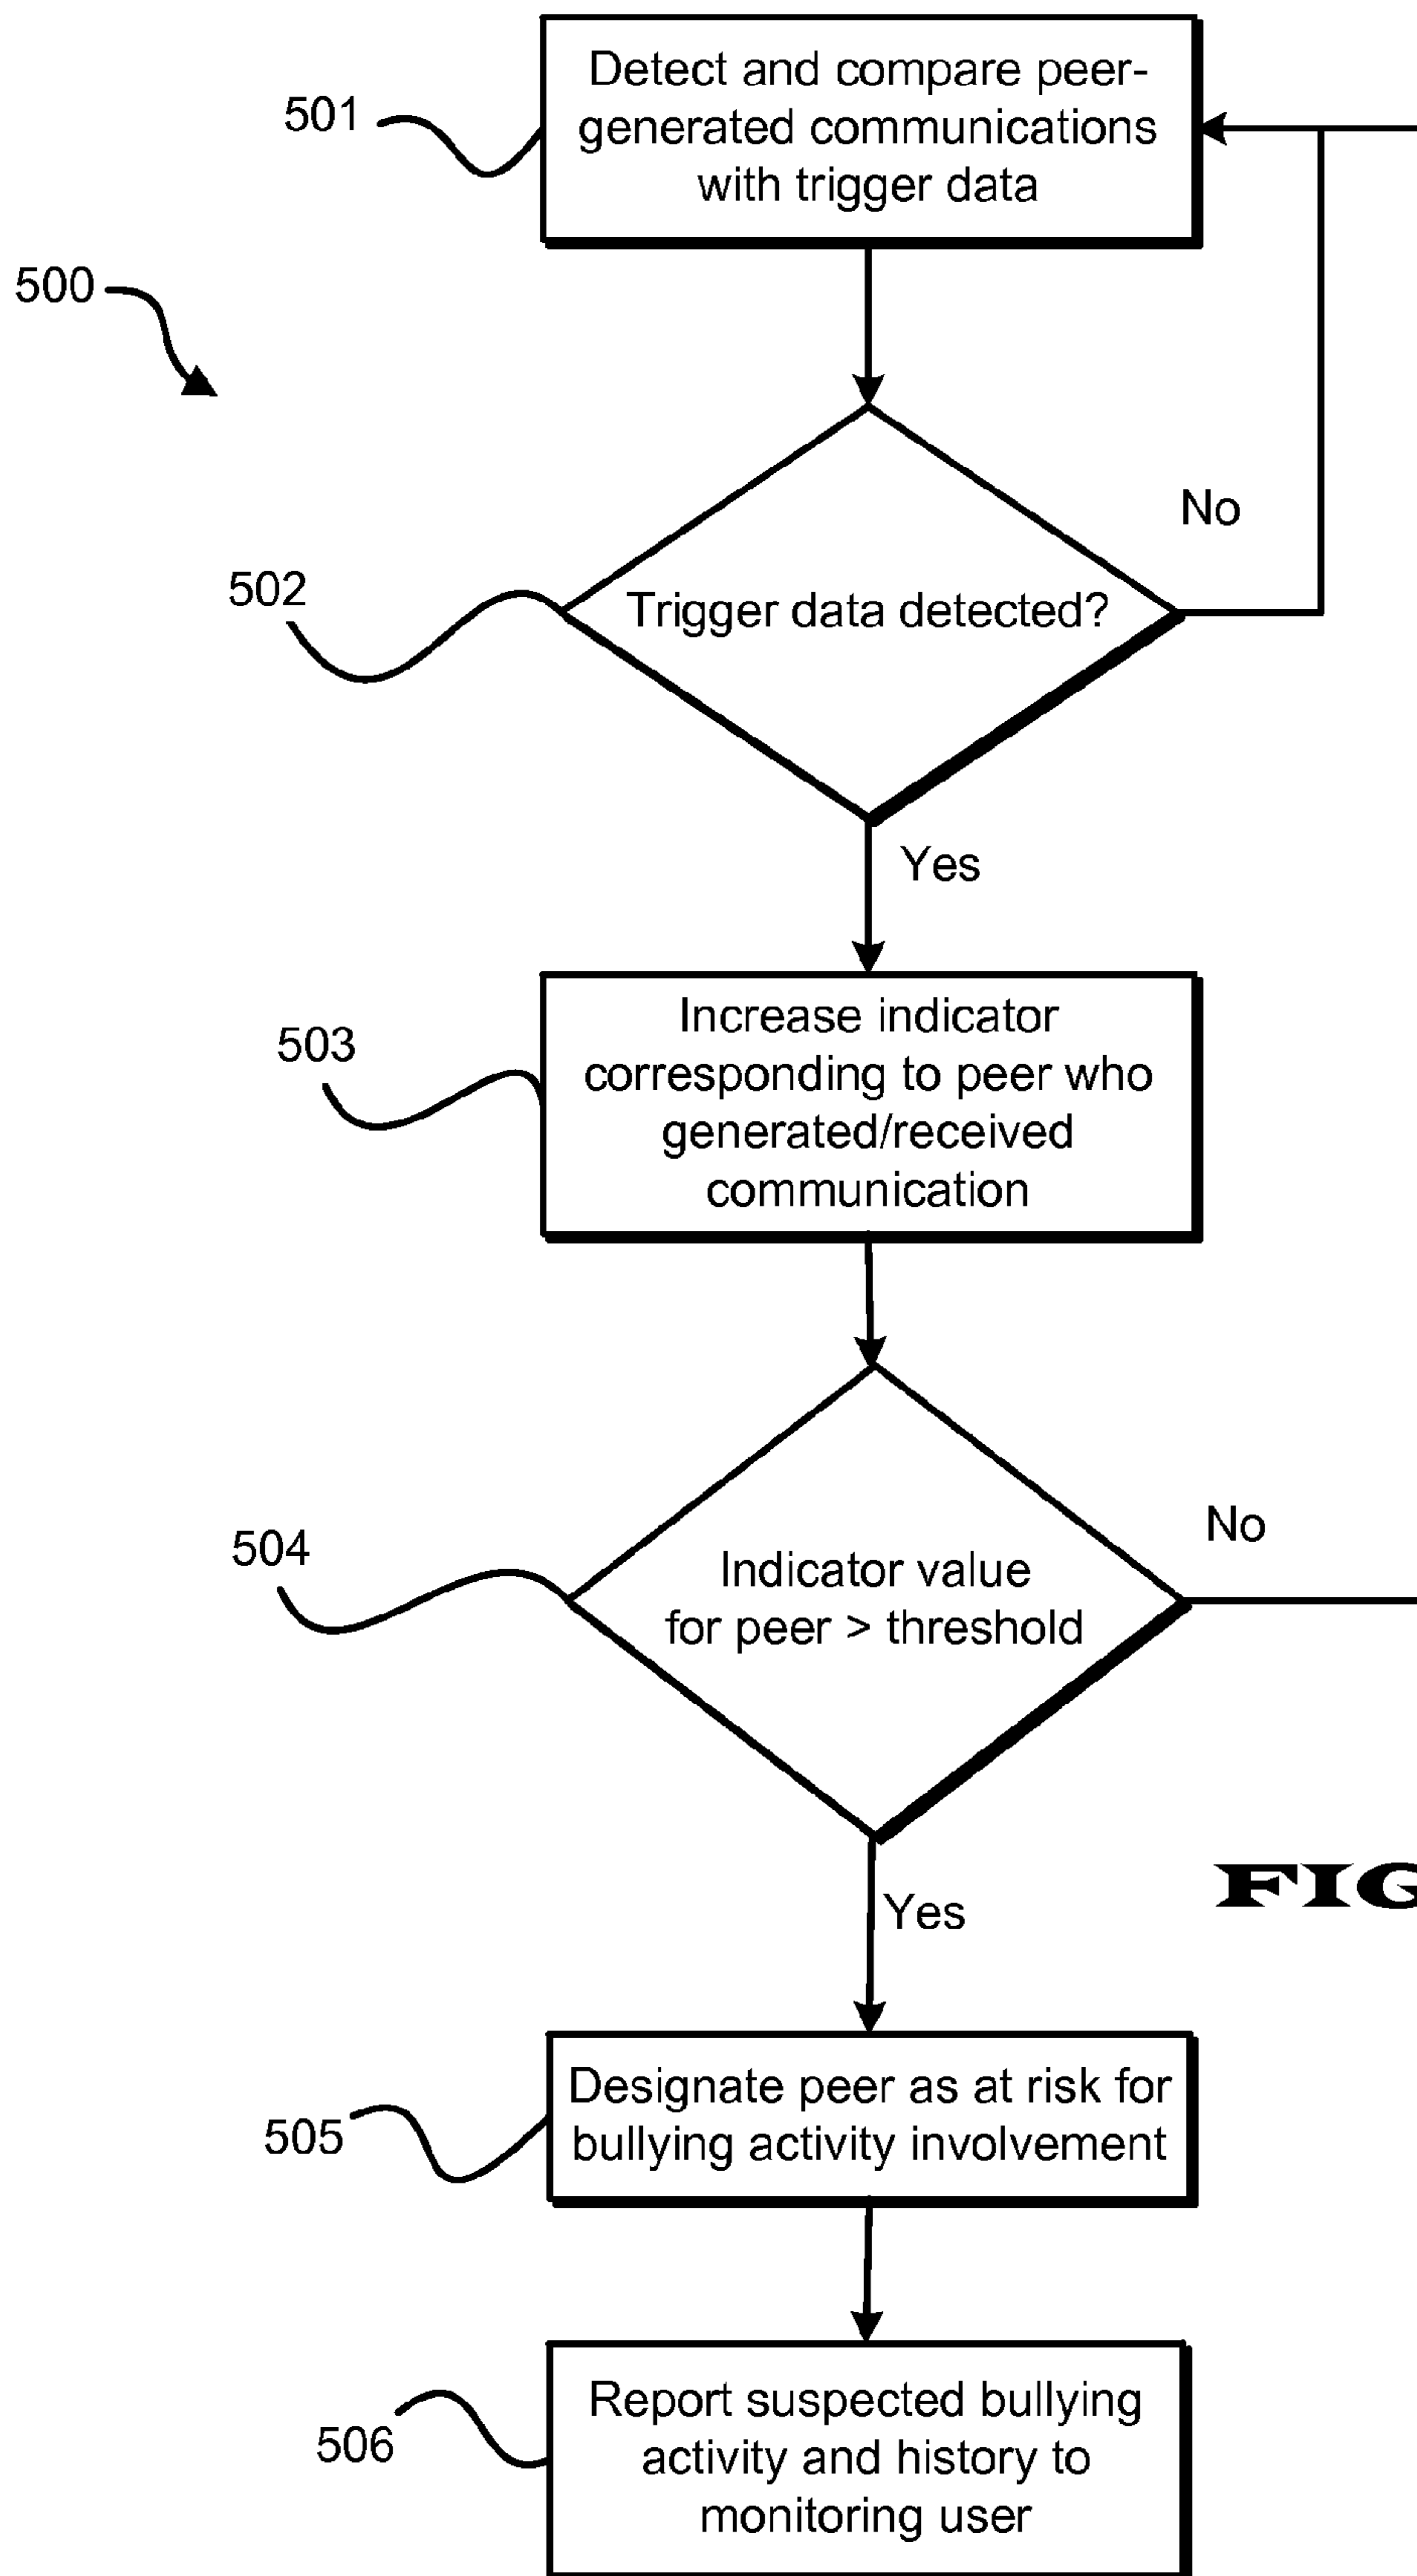 501
Detect and compare peer-
generated communications
with trigger data
500
No
502
Trigger data detected?
Yes
503
Increase indicator
corresponding to peer who
generated/received
communication
504
No
Indicator value
for peer > threshold
FIG
Yes
505
Designate peer as at risk for
bullying activity involvement
506
Report suspected bullying
activity and history to
monitoring user